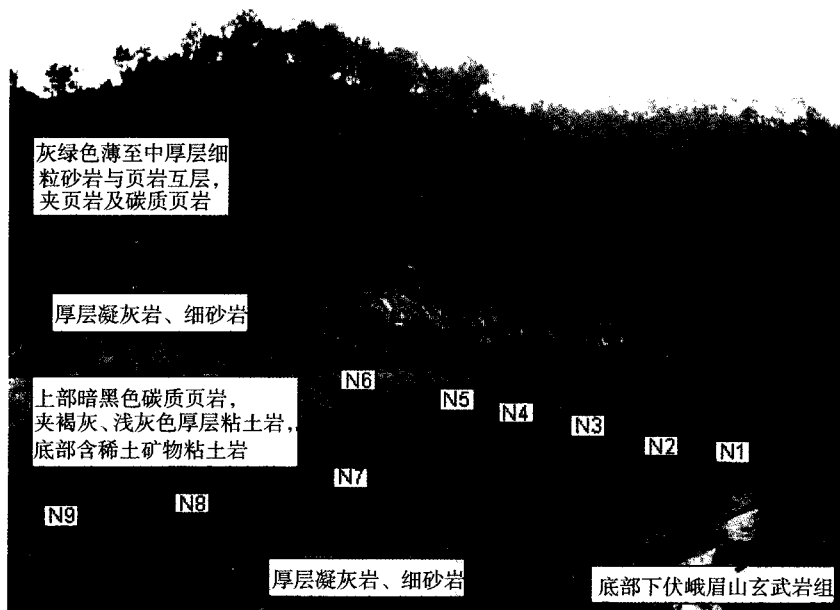 灰绿色薄至中厚层细
粒砂岩与页岩互层，
夹页岩及碳质页岩
厚层凝灰岩、细砂岩
上部暗黑色碳质页岩，
夹褐灰、浅灰色厚层粘土岩，
底部含稀土矿物粘土岩
N6
N5
N4
N3
N2
N1
N7
N8
N9
厚层凝灰岩、细砂岩
底部下伏峨眉山玄武岩组